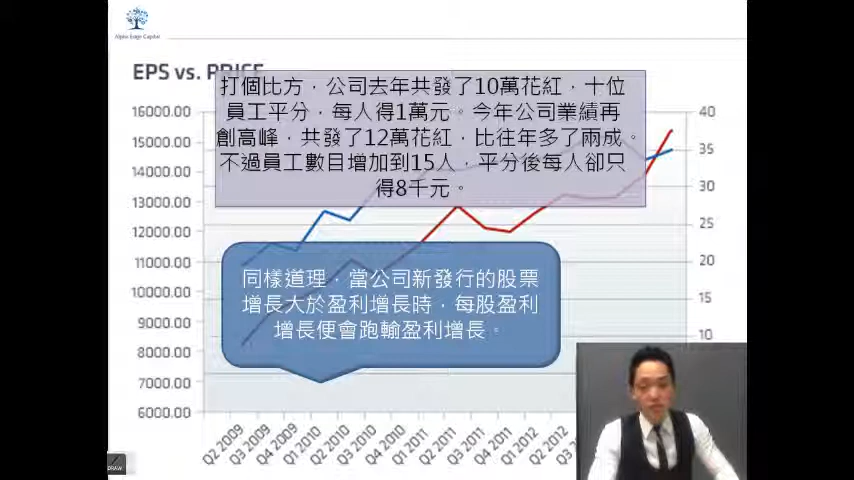 Alpha Edge Capital
EPS vs. PRICE
打個比方，公司去年共發了10萬花紅，十位
員工平分，每人得1萬元。今年公司業績再
創高峰，共發了12萬花紅，比往年多了兩成。
不過員工數目增加到15人，平分後每人卻只
得8千元。
同樣道理，當公司新發行的股票
增長大於盈利增長時，每股盈利
增長便會跑輸盈利增長。
16000.00
15000.00
14000.00
13000.00
12000.00
11000.00
10000.00
9000.00
8000.00
7000.00
6000.00
40
35
30
25
20
15
10
Q2 2009
Q3 2009
Q4 2009
Q1 2010
Q2 2010
Q3 2010
Q4 2010
Q1 2011
Q2 2011
Q3 2011
Q4 2011
Q1 2012
Q2 2012
DRAW